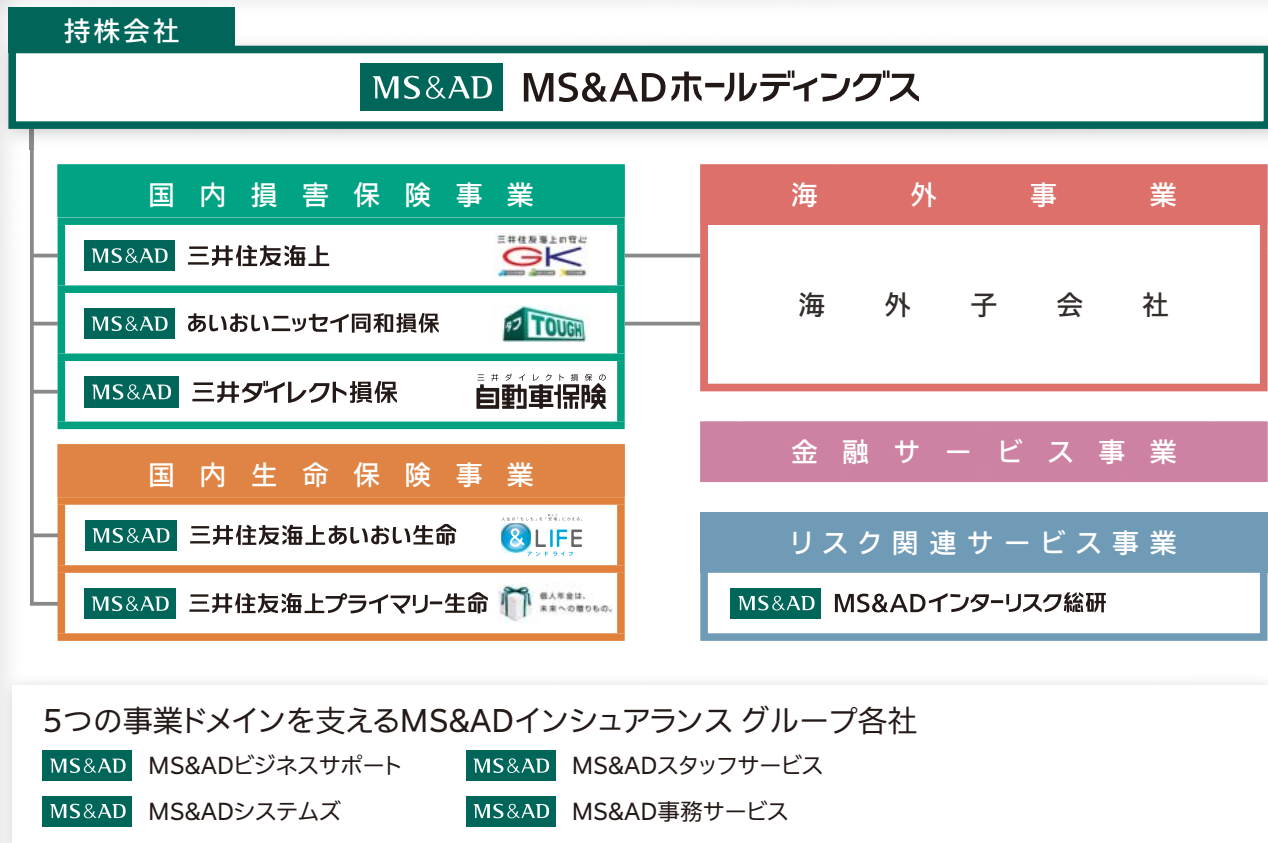 持株会社
MS&AD MS&ADホールディングス
国内損害保険事業
MS&AD 三井住友海上
三井住友海上の安心
GK
MS&AD あいおいニッセイ同和損保
タフ TOUGH
MS&AD 三井ダイレクト損保
三井ダイレクト損保の
自動車保険
国内生命保険事業
MS&AD 三井住友海上あいおい生命
&LIFE
アンドライフ
MS&AD 三井住友海上プライマリー生命
個人年金は、
未来への贈りもの。
海外事業
海外子会社
金融サービス事業
リスク関連サービス事業
MS&AD MS&ADインターリスク総研
5つの事業ドメインを支えるMS&ADインシュアランス グループ各社
MS&AD MS&ADビジネスサポート
MS&AD MS&ADスタッフサービス
MS&AD MS&ADシステムズ
MS&AD MS&AD事務サービス